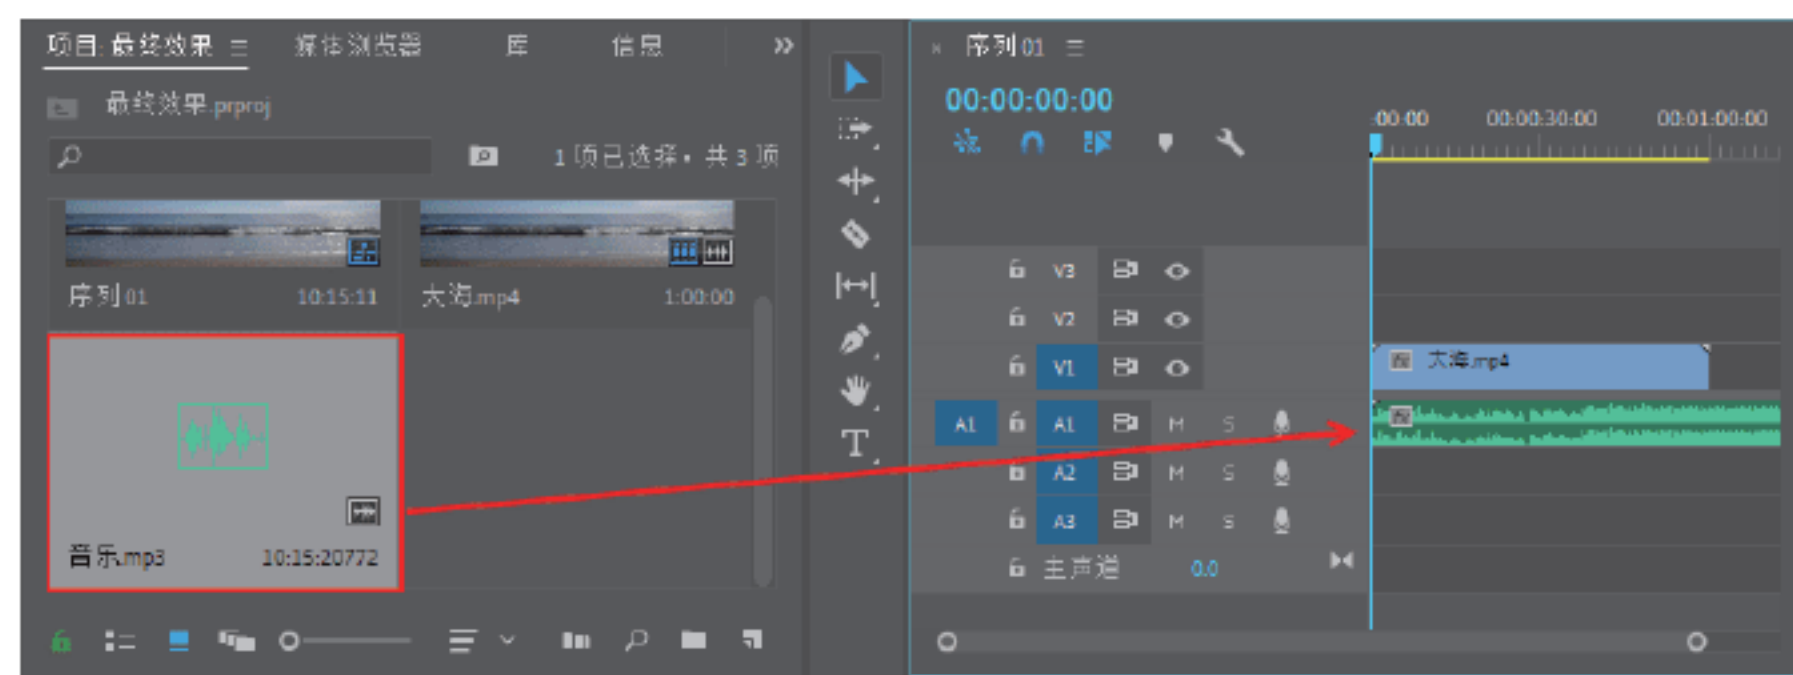 项目: 最终效果
媒体浏览器
库
信息
最终效果.prproj
1 项已选择，共 3 项
序列 01
10:15:11
大海.mp4
1:00:00
音乐.mp3
10:15:20772
T
序列 01
00:00:00:00
:00:00
00:00:30:00
00:01:00:00
V3
V2
V1
fx 大海.mp4
A1 A1 M S
fx
A2 M S
A3 M S
主声道 0.0